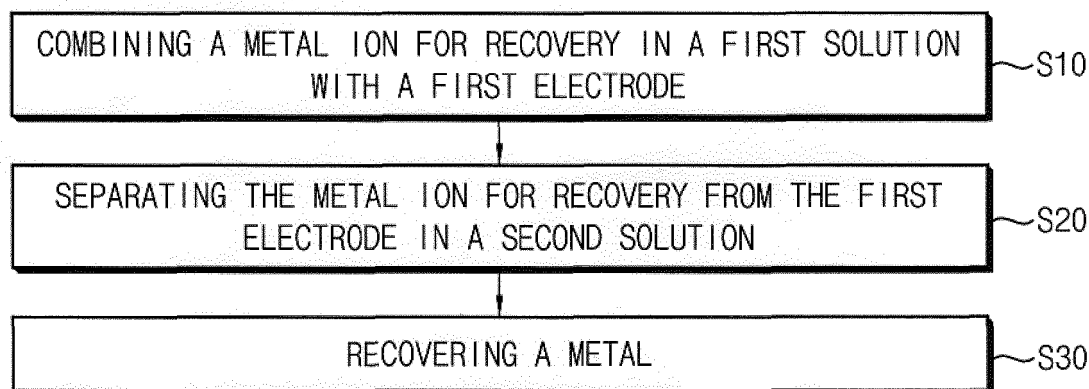 COMBINING A METAL ION FOR RECOVERY IN A FIRST SOLUTION
WITH A FIRST ELECTRODE
S10
SEPARATING THE METAL ION FOR RECOVERY FROM THE FIRST
ELECTRODE IN A SECOND SOLUTION
S20
RECOVERING A METAL
S30